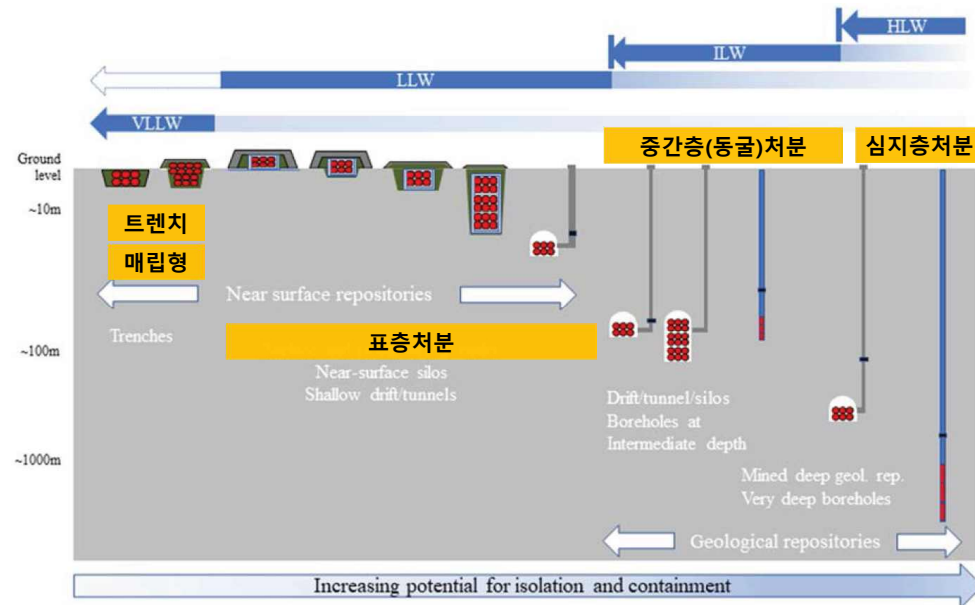 HLW
ILW
LLW
VLLW
Ground
level
중간층(동굴)처분
심지층처분
~10m
트렌치
매립형
Near surface repositories
Trenches
표층처분
~100m
Near-surface silos
Shallow drift/tunnels
Drift/tunnel/silos
Boreholes at
Intermediate depth
~1000m
Mined deep geol. rep.
Very deep boreholes
Geological repositories
Increasing potential for isolation and containment